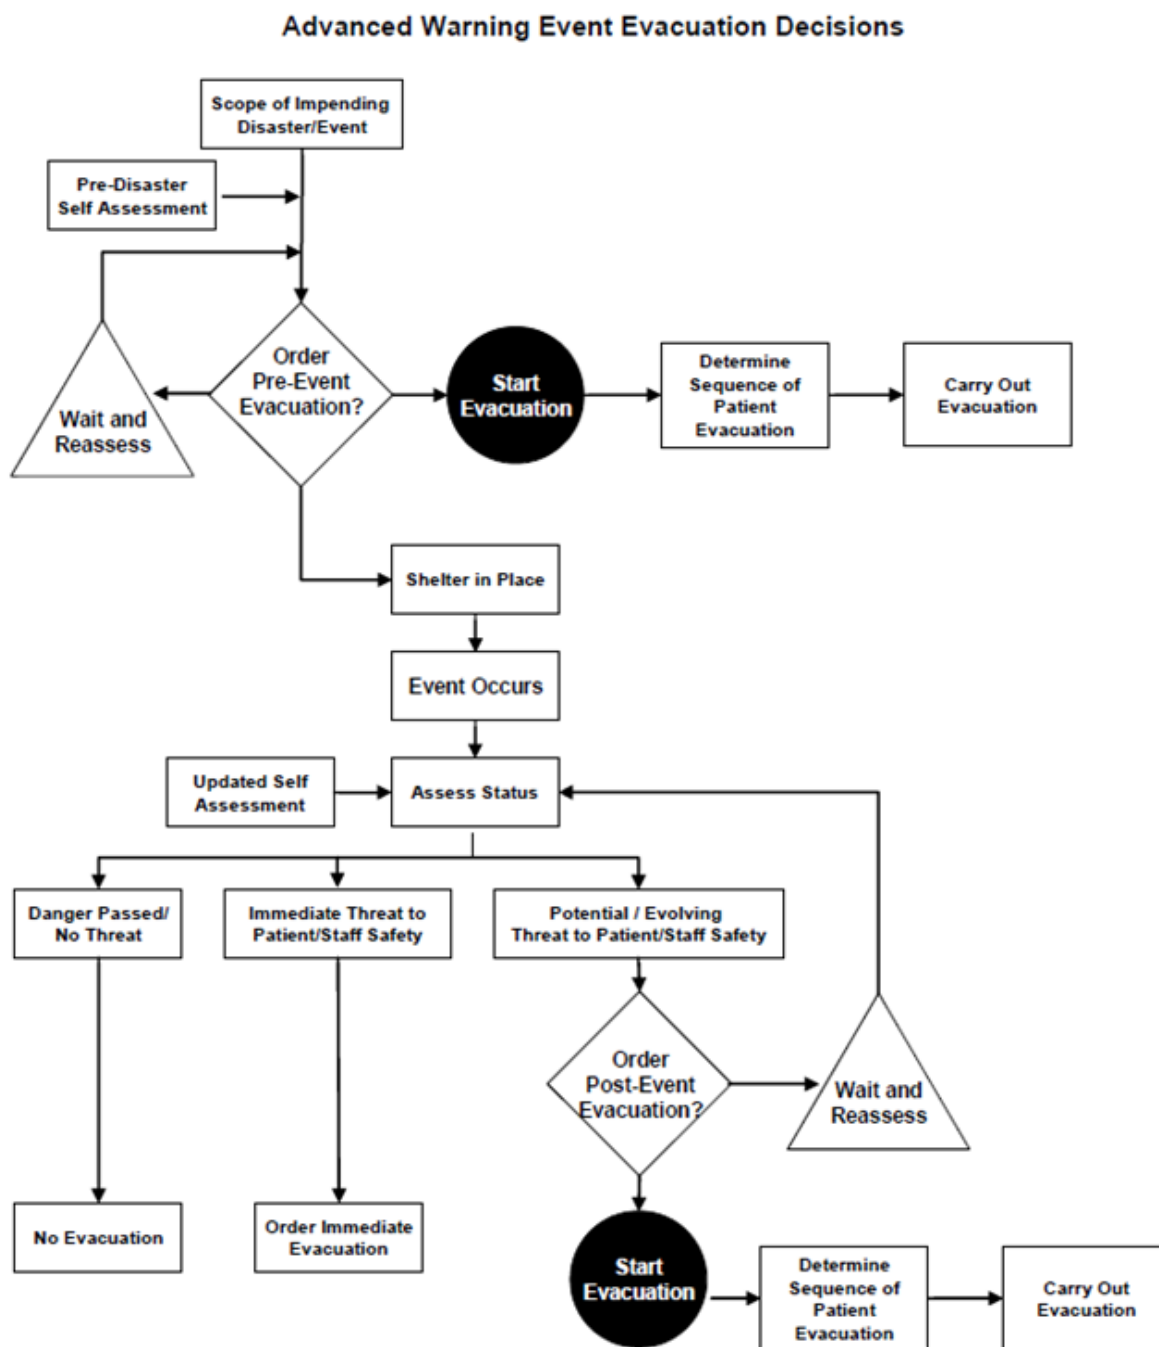 Advanced Warning Event Evacuation Decisions
Scope of Impending
Disaster/Event
Pre-Disaster
Self Assessment
Order
Pre-Event
Evacuation?
Wait and
Reassess
Start
Evacuation
Determine
Sequence of
Patient
Evacuation
Carry Out
Evacuation
Shelter in Place
Event Occurs
Updated Self
Assessment
Assess Status
Danger Passed/
No Threat
Immediate Threat to
Patient/Staff Safety
Potential / Evolving
Threat to Patient/Staff Safety
Order
Post-Event
Evacuation?
Wait and
Reassess
No Evacuation
Order Immediate
Evacuation
Start
Evacuation
Determine
Sequence of
Patient
Evacuation
Carry Out
Evacuation